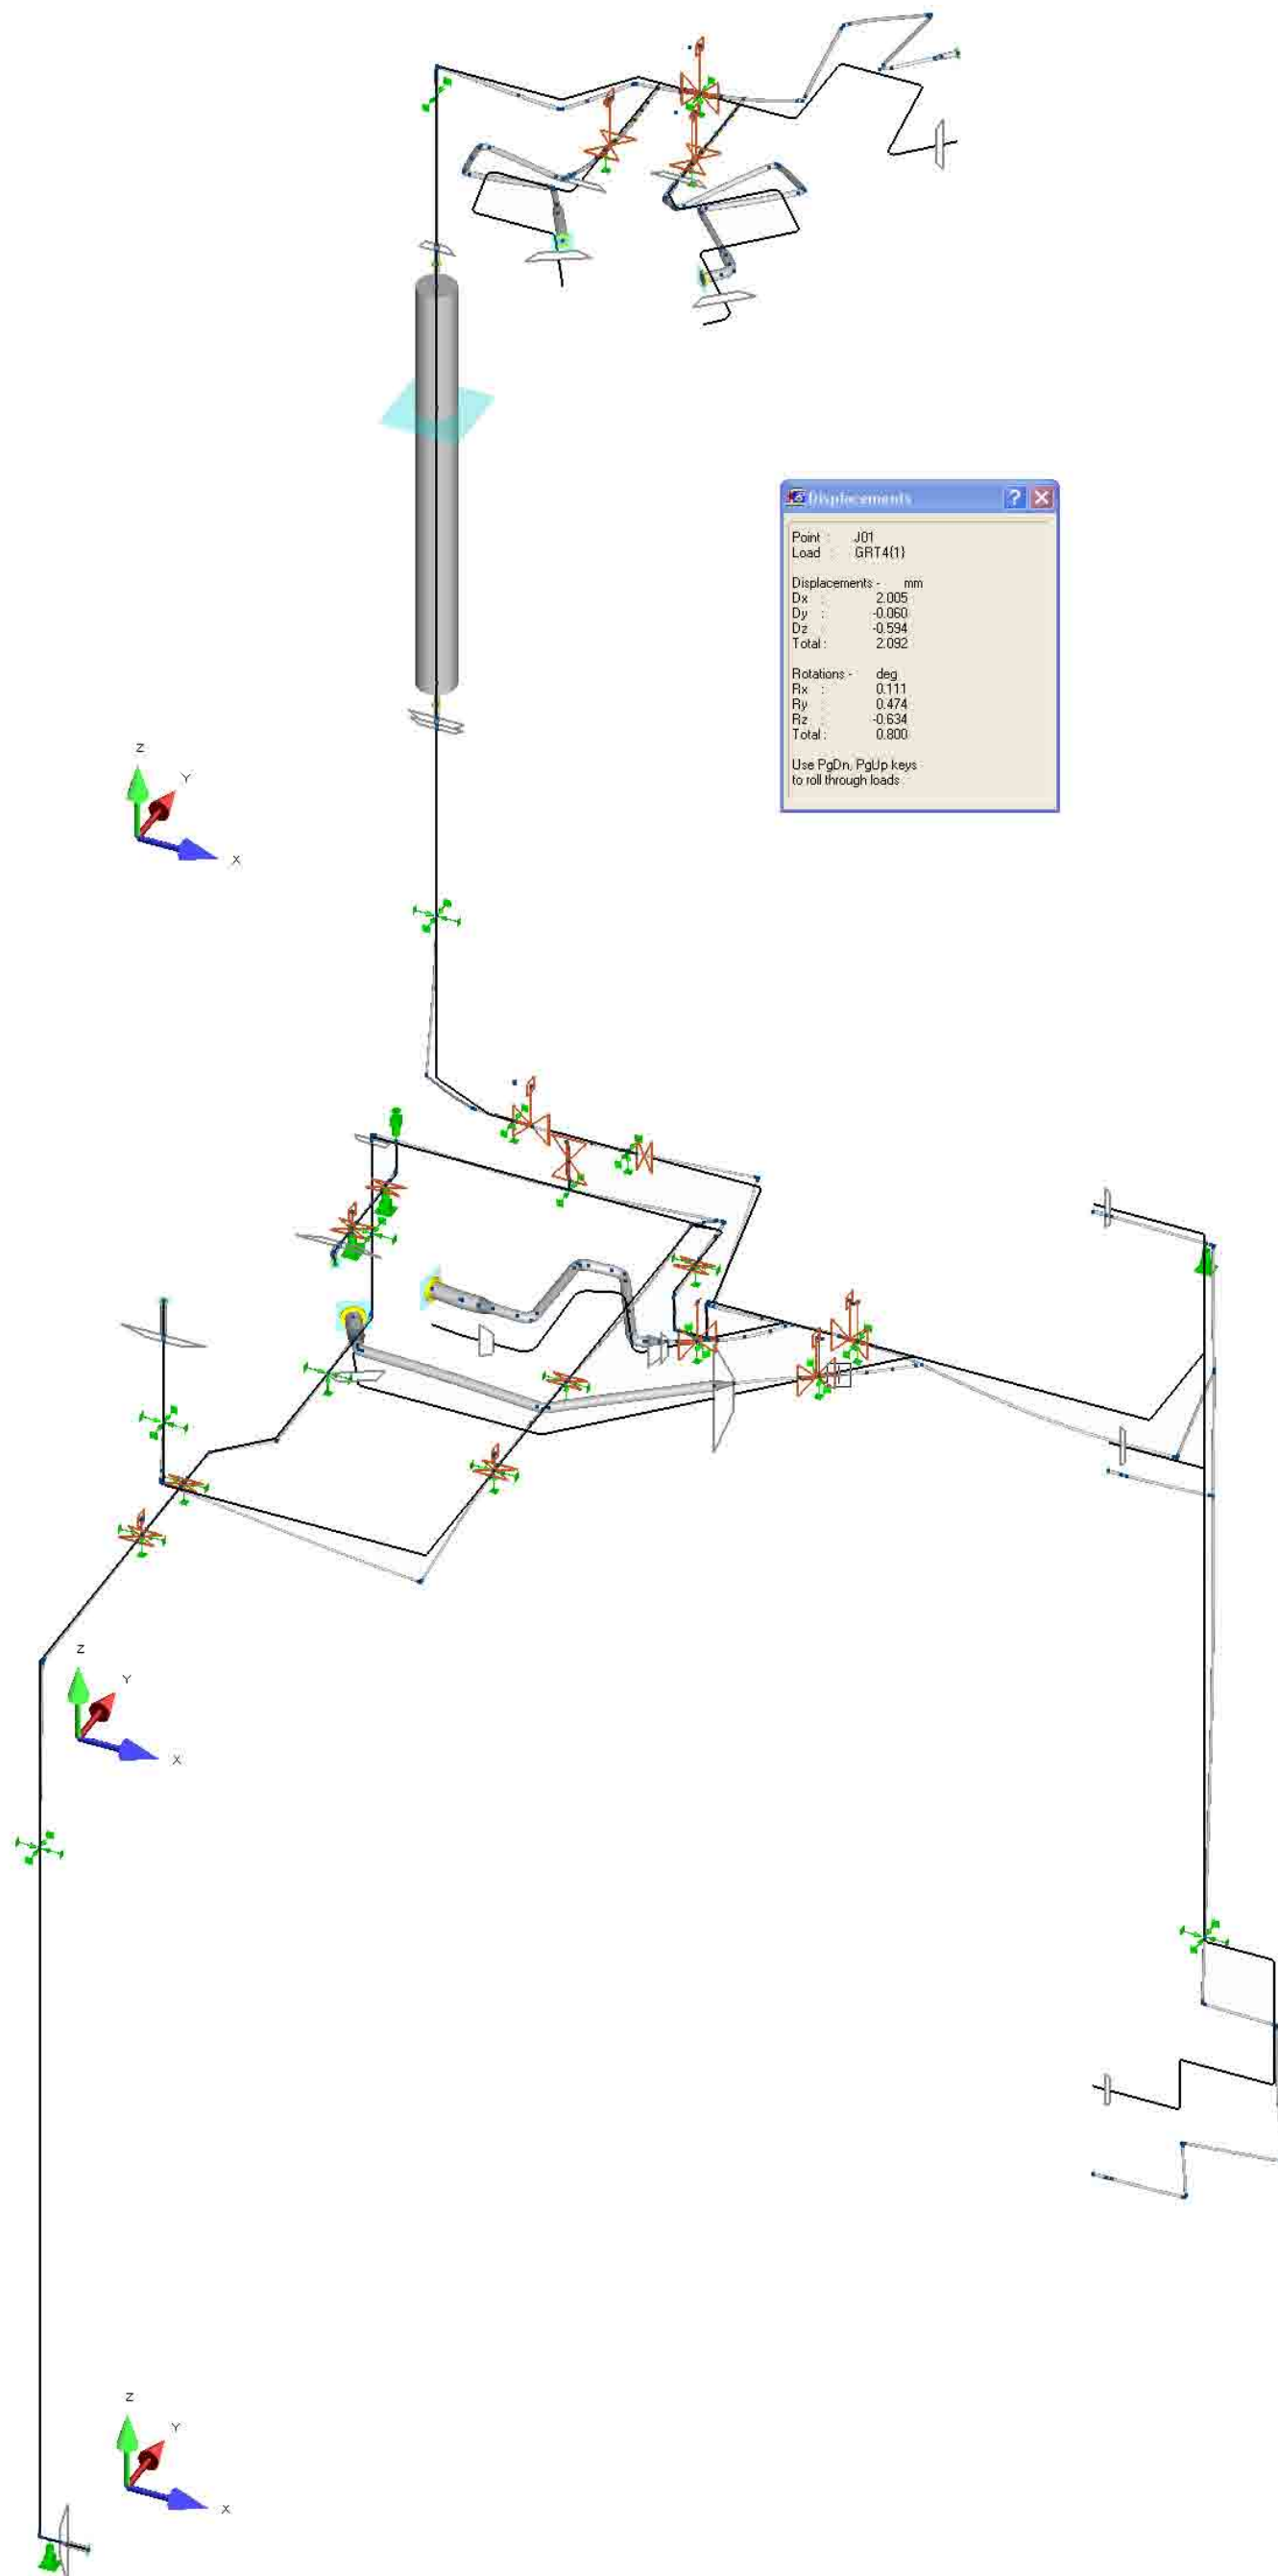 Displacements
Point : J01
Load : GRT4{1}
Displacements - mm
Dx : 2.005
Dy : -0.060
Dz : -0.594
Total : 2.092
Rotations - deg
Rx : 0.111
Ry : 0.474
Rz : -0.634
Total : 0.800
Use PgDn, PgUp keys
to roll through loads
Z
Y
X
Z
Y
X
Z
Y
X